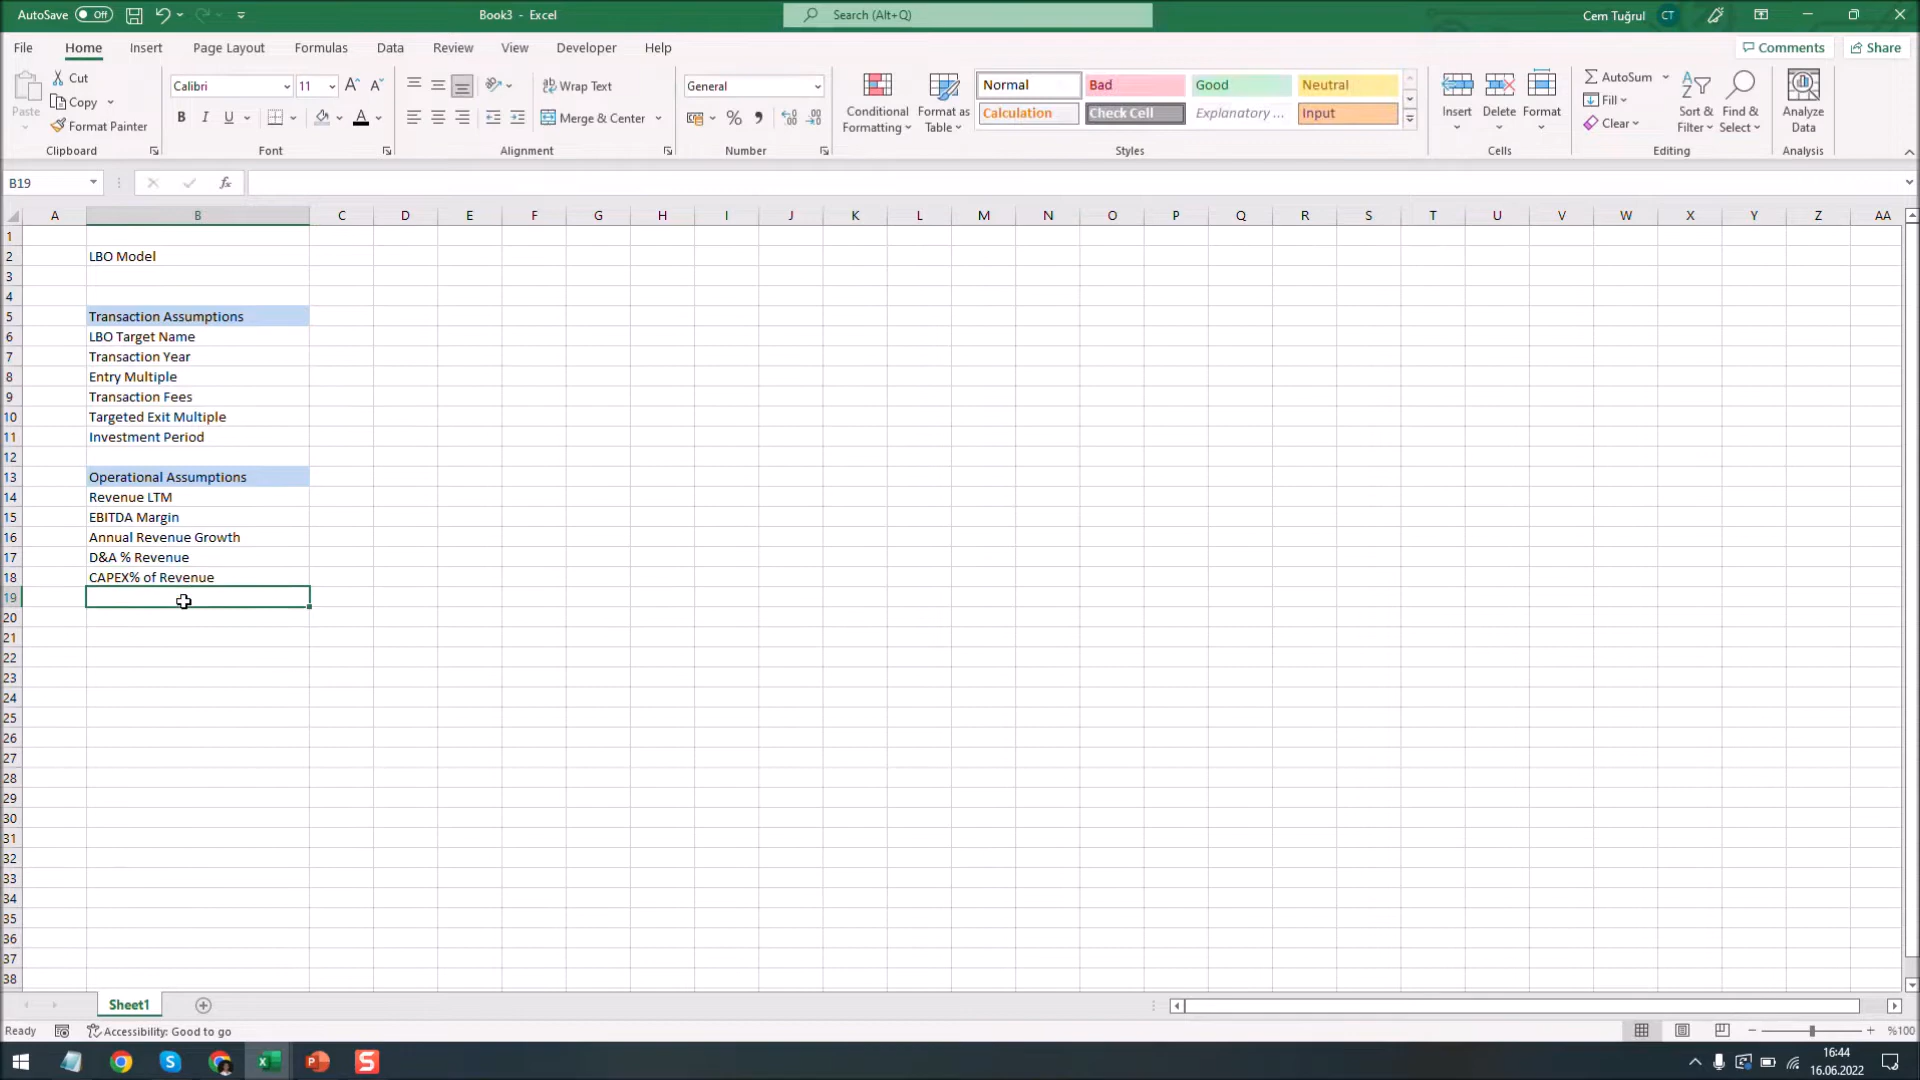 AutoSave Off Book3 - Excel Search (Alt+Q) Cem Tuğrul CT
File Home Insert Page Layout Formulas Data Review View Developer Help Comments Share
Paste Cut Copy Format Painter
Calibri 11 B I U A
Wrap Text Merge & Center
General % ,
Conditional Formatting Format as Table
Normal Bad Good Neutral
Calculation Check Cell Explanatory ... Input
Insert Delete Format
AutoSum Fill Clear Sort & Filter Find & Select
Analyze Data
Clipboard Font Alignment Number Styles Cells Editing Analysis
B19 fx
A B C D E F G H I J K L M N O P Q R S T U V W X Y Z AA
1
2 LBO Model
3
4
5 Transaction Assumptions
6 LBO Target Name
7 Transaction Year
8 Entry Multiple
9 Transaction Fees
10 Targeted Exit Multiple
11 Investment Period
12
13 Operational Assumptions
14 Revenue LTM
15 EBITDA Margin
16 Annual Revenue Growth
17 D&A % Revenue
18 CAPEX% of Revenue
19
20
21
22
23
24
25
26
27
28
29
30
31
32
33
34
35
36
37
38
Sheet1
Ready Accessibility: Good to go %100
16:44
16.06.2022